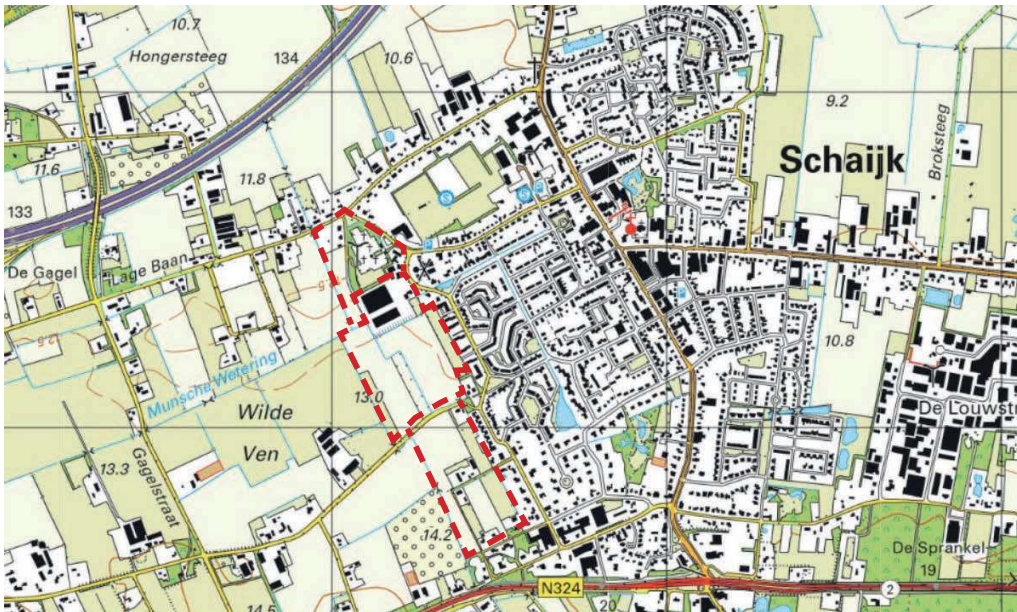 10.7
Hongersteeg
134
10.6
9.2
Broksteeg
Schaijk
11.6
11.8
133
De Gagel
Lage Baan
Munsche Wetering
10.8
13.0
Wilde
Ven
De Louwstr
13.3
Gagelstraat
14.2
De Sprankel
19
N324
2
20
14.5